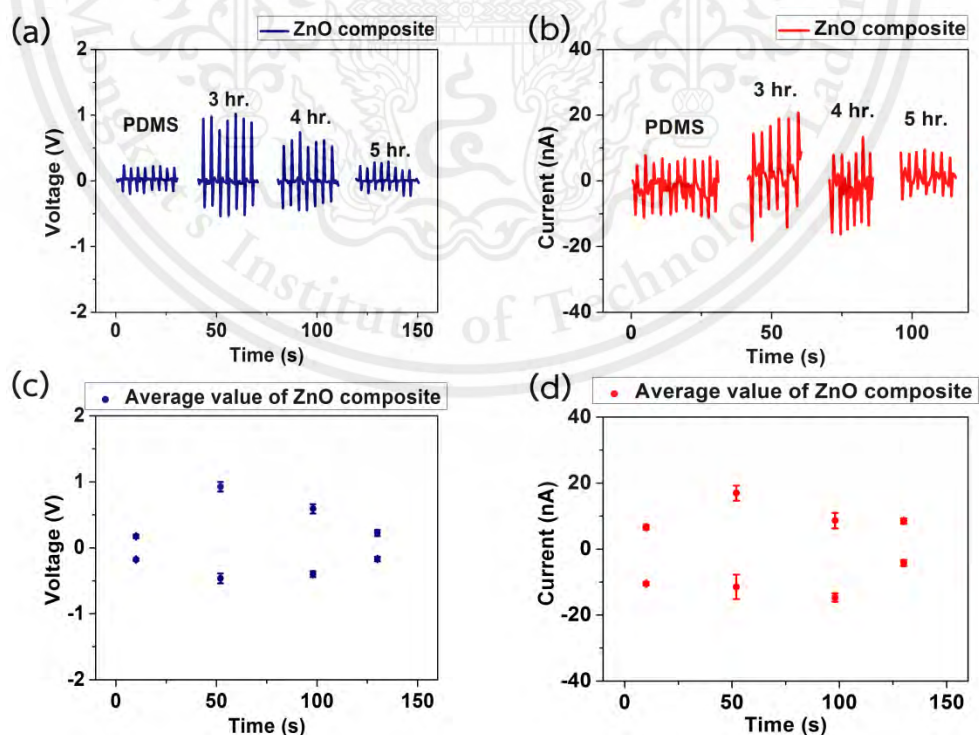 (a)
ZnO composite
2
1
0
-1
-2
Voltage (V)
PDMS
3 hr.
4 hr.
5 hr.
0
50
100
150
Time (s)
(b)
ZnO composite
40
20
0
-20
-40
Current (nA)
PDMS
3 hr.
4 hr.
5 hr.
0
50
100
Time (s)
(c)
Average value of ZnO composite
2
1
0
-1
-2
Voltage (V)
0
50
100
150
Time (s)
(d)
Average value of ZnO composite
40
20
0
-20
-40
Current (nA)
0
50
100
150
Time (s)
Institute of Technology